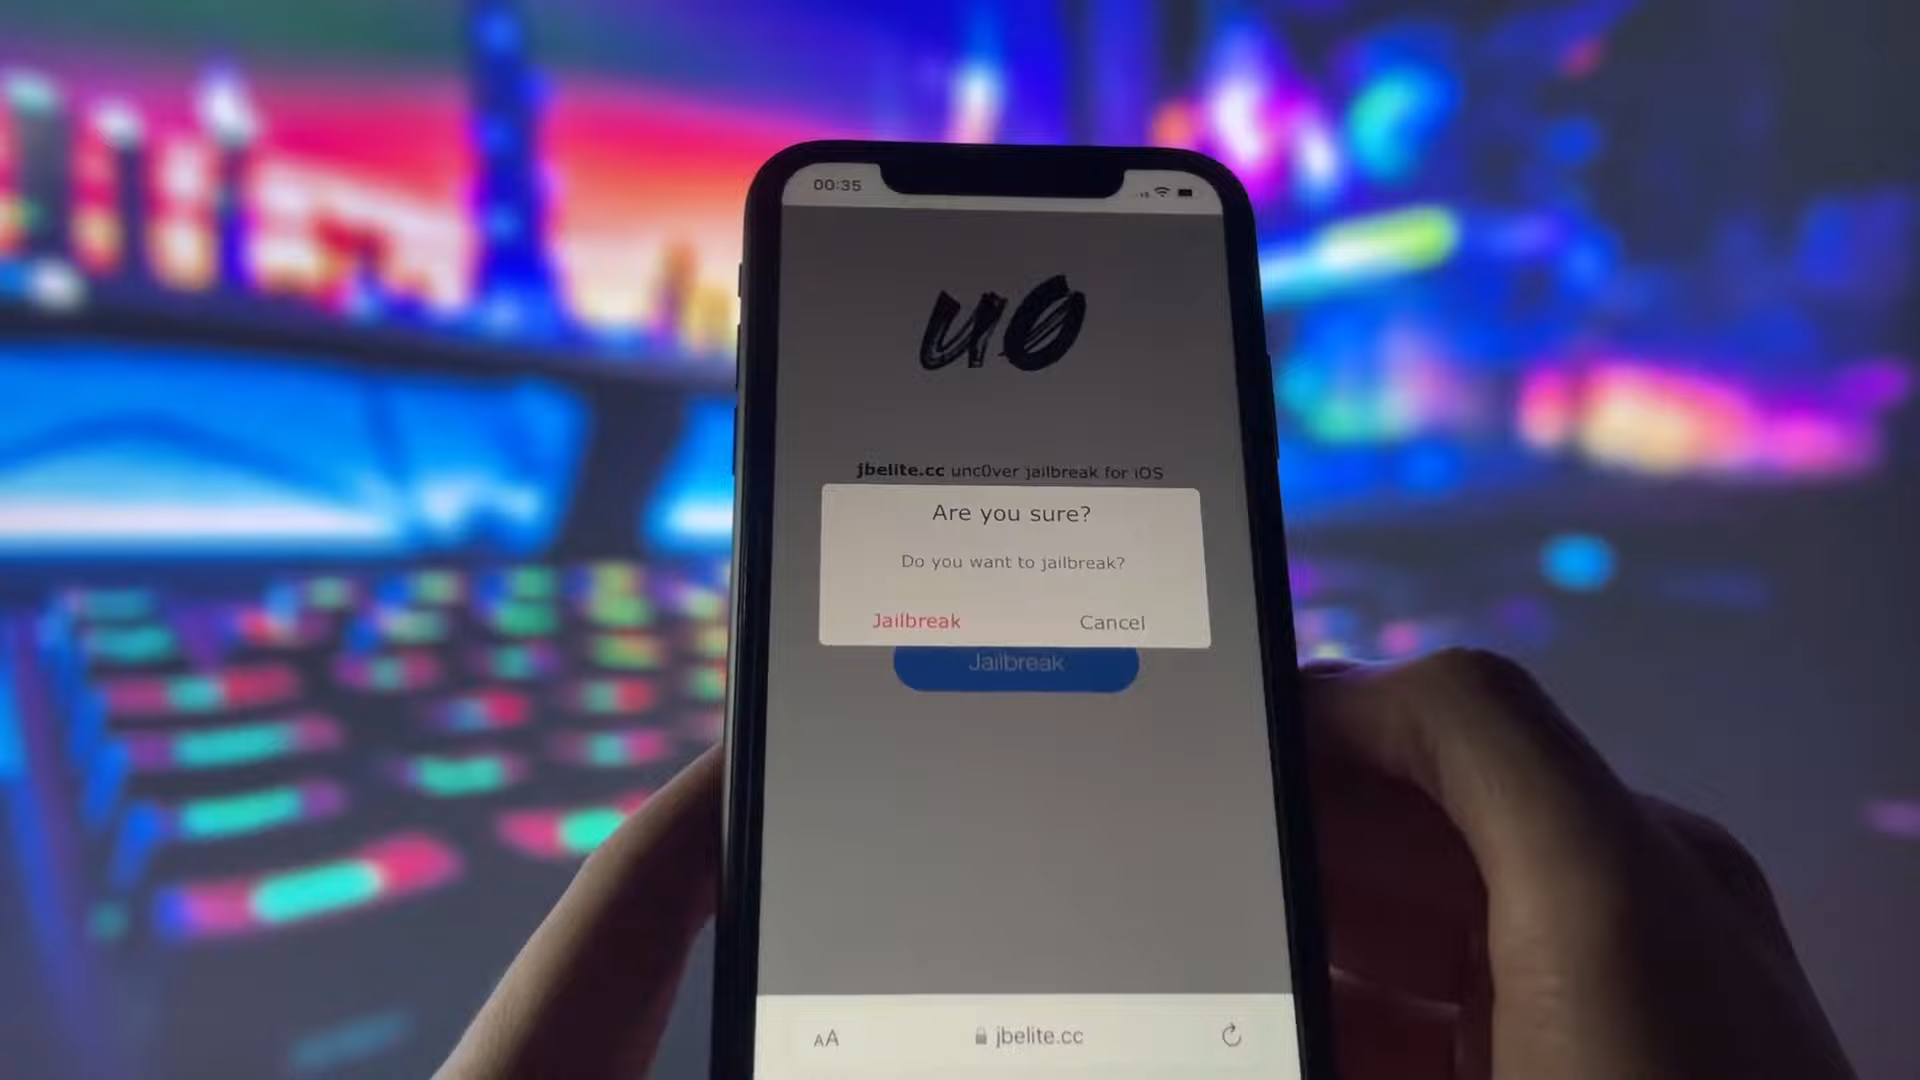 00:35
u0
jbelite.cc unc0ver jailbreak for iOS
Are you sure?
Do you want to jailbreak?
Jailbreak
Cancel
Jailbreak
AA
jbelite.cc